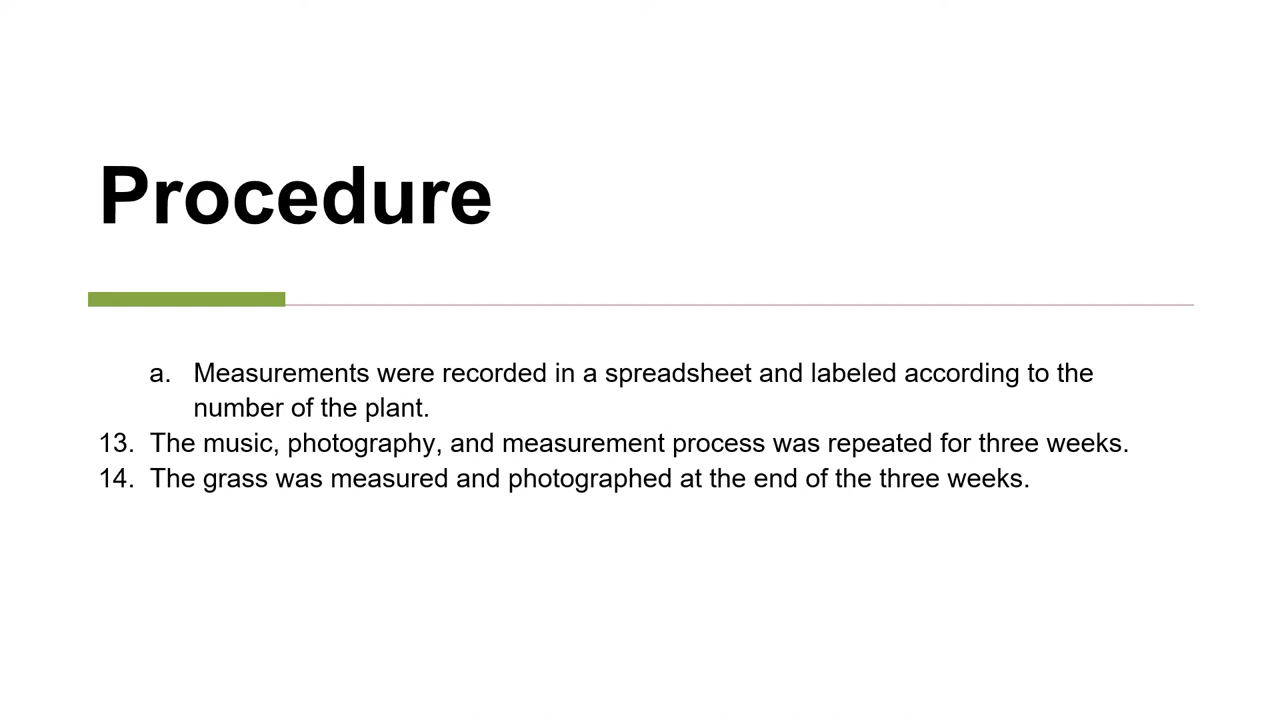 Procedure
a. Measurements were recorded in a spreadsheet and labeled according to the
number of the plant.
13. The music, photography, and measurement process was repeated for three weeks.
14. The grass was measured and photographed at the end of the three weeks.